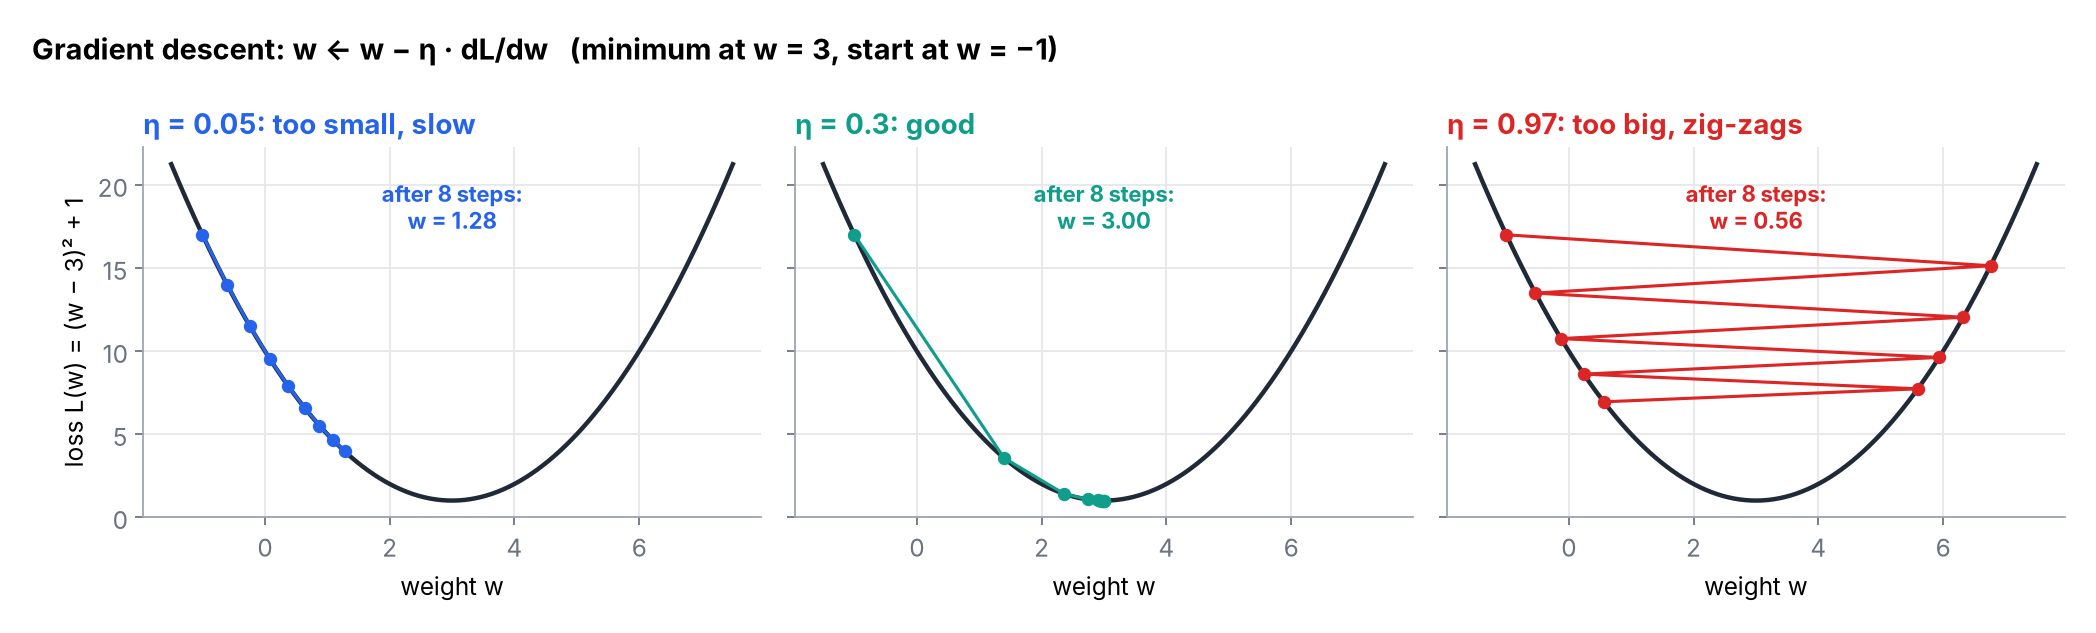 Gradient descent: w ← w − η · dL/dw (minimum at w = 3, start at w = −1)
η = 0.05: too small, slow
after 8 steps:
w = 1.28
loss L(w) = (w − 3)² + 1
20
15
10
5
0
0 2 4 6
weight w
η = 0.3: good
after 8 steps:
w = 3.00
0 2 4 6
weight w
η = 0.97: too big, zig-zags
after 8 steps:
w = 0.56
0 2 4 6
weight w